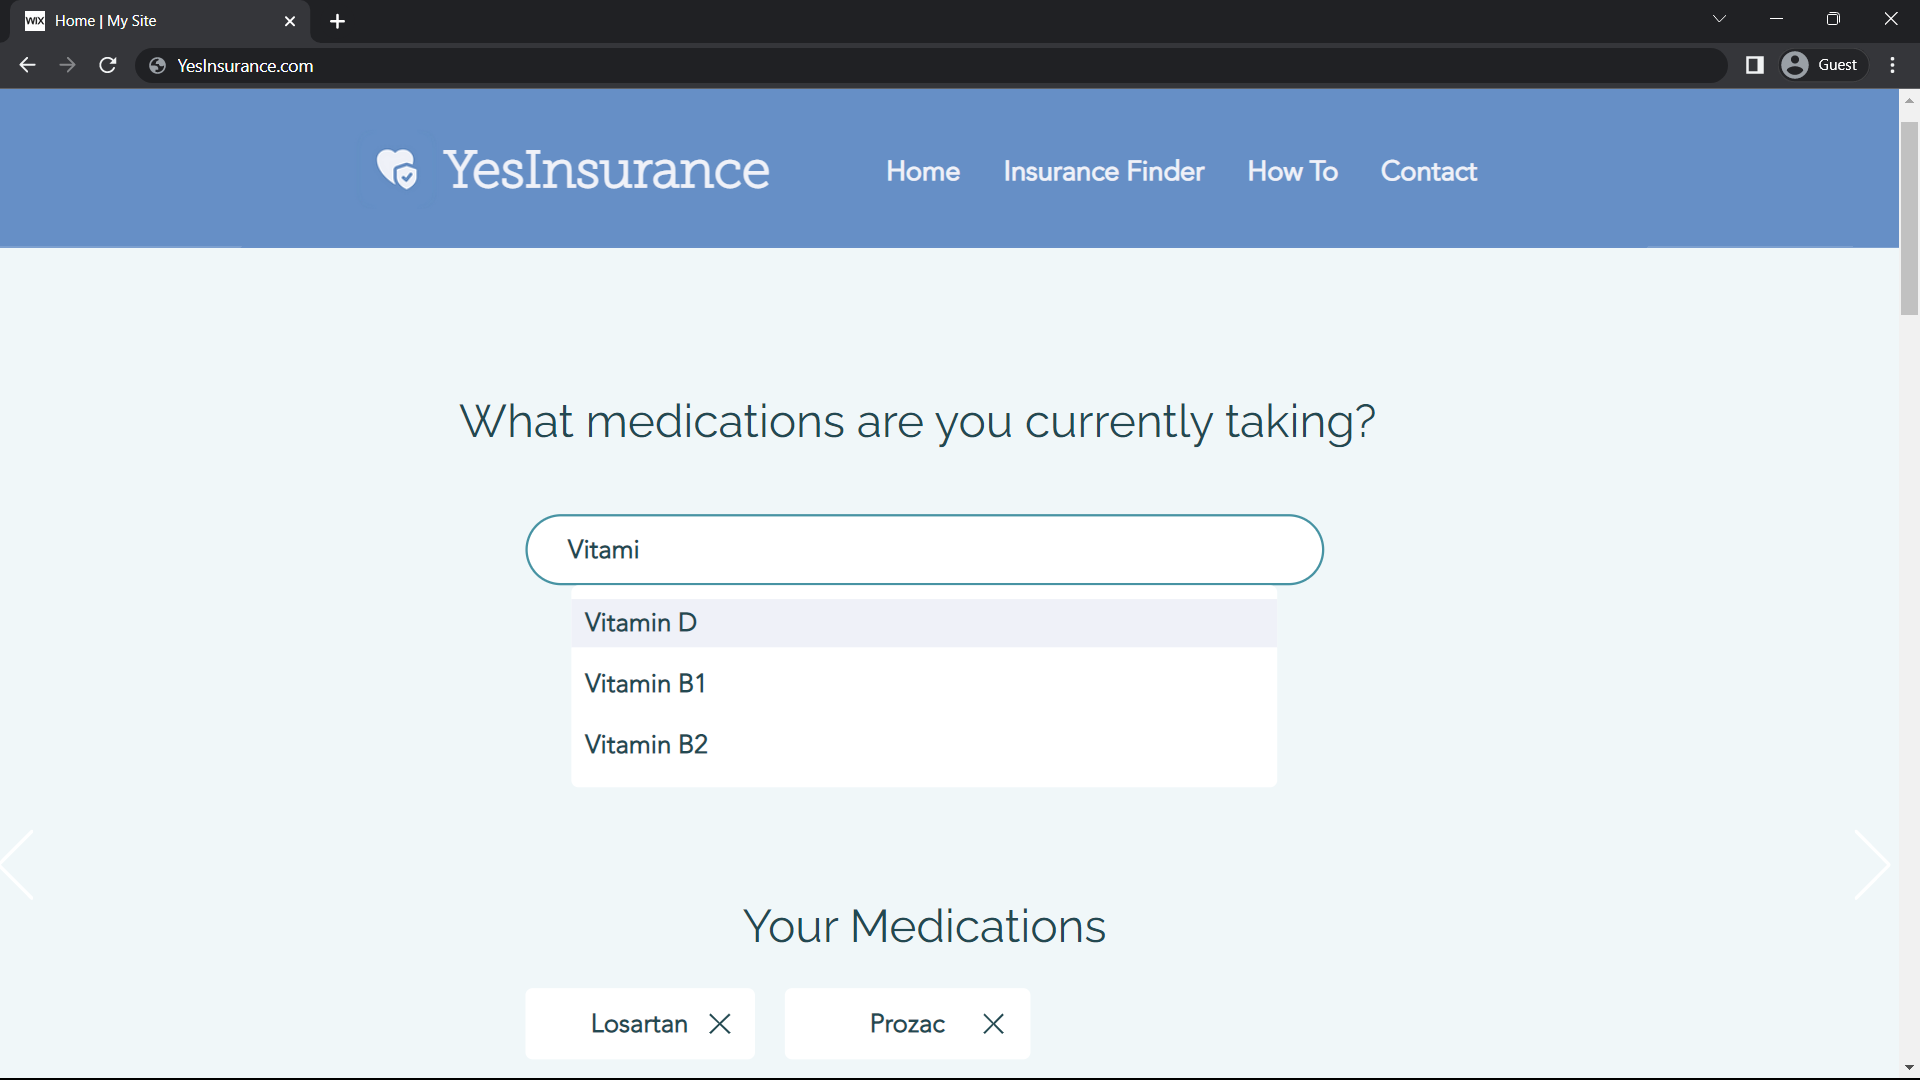 WIX Home | My Site
YesInsurance.com
Guest
YesInsurance Home Insurance Finder How To Contact
What medications are you currently taking?
Vitami
Vitamin D
Vitamin B1
Vitamin B2
Your Medications
Losartan Prozac